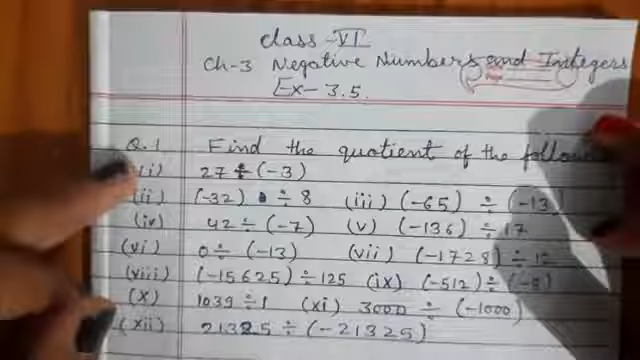 Class-VI
Ch-3 Negative Numbers and Integers
Ex-3.5.
Q.1 Find the quotient of the
(i) 27 ÷ (-3)
(ii) (-32) ÷ 8 (iii) (-65) ÷ (-13)
(iv) 42 ÷ (-7) (v) (-136) ÷ 17
(vi) 0 ÷ (-13) (vii) (-1728) ÷
(viii) (-15625) ÷ 125 (ix) (-512) ÷ (-8)
(x) 1039 ÷ 1 (xi) 3000 ÷ (-1000)
(xii) 21325 ÷ (-21325)